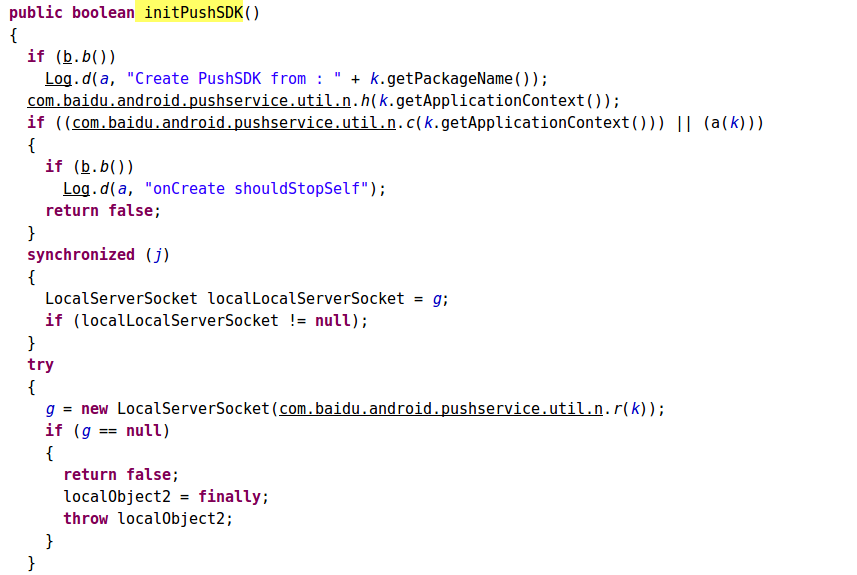 public boolean initPushSDK()
{
  if (b.b())
    Log.d(a, "Create PushSDK from : " + k.getPackageName());
  com.baidu.android.pushservice.util.n.h(k.getApplicationContext());
  if ((com.baidu.android.pushservice.util.n.c(k.getApplicationContext())) || (a(k)))
  {
    if (b.b())
      Log.d(a, "onCreate shouldStopSelf");
    return false;
  }
  synchronized (j)
  {
    LocalServerSocket localLocalServerSocket = g;
    if (localLocalServerSocket != null);
  }
  try
  {
    g = new LocalServerSocket(com.baidu.android.pushservice.util.n.r(k));
    if (g == null)
    {
      return false;
      localObject2 = finally;
      throw localObject2;
    }
  }